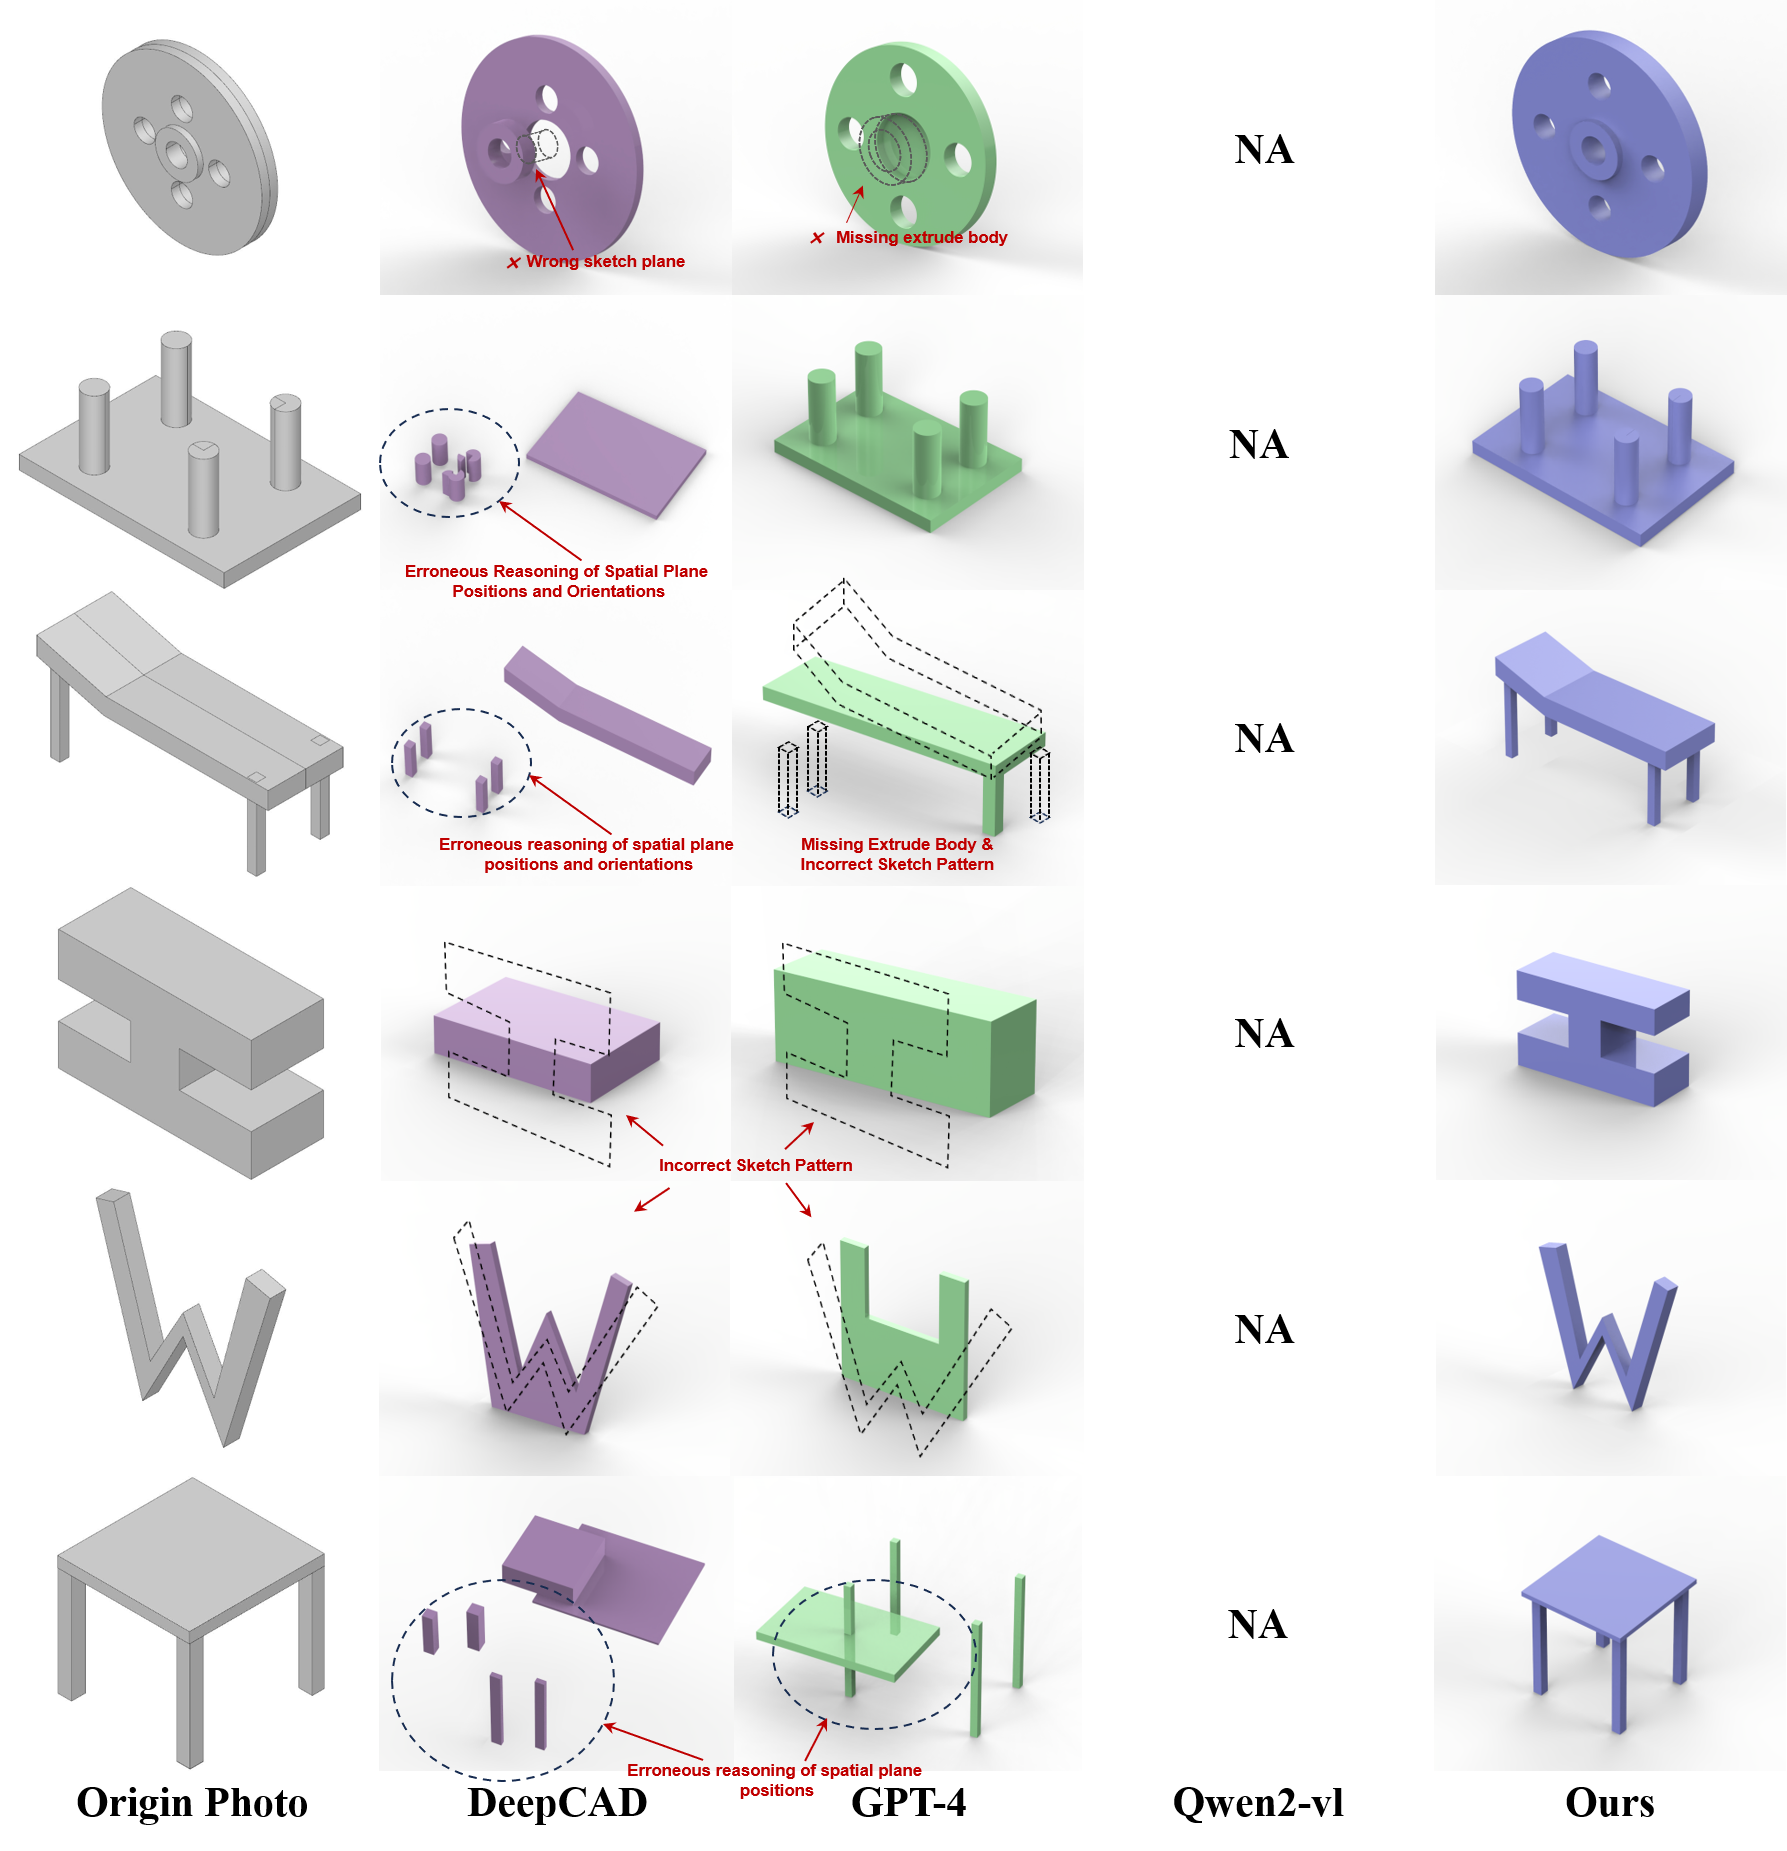 NA
✕ Wrong sketch plane
✕ Missing extrude body
NA
Erroneous Reasoning of Spatial Plane
Positions and Orientations
NA
Erroneous reasoning of spatial plane
positions and orientations
Missing Extrude Body &
Incorrect Sketch Pattern
NA
Incorrect Sketch Pattern
NA
NA
Erroneous reasoning of spatial plane
positions
Origin Photo
DeepCAD
GPT-4
Qwen2-vl
Ours